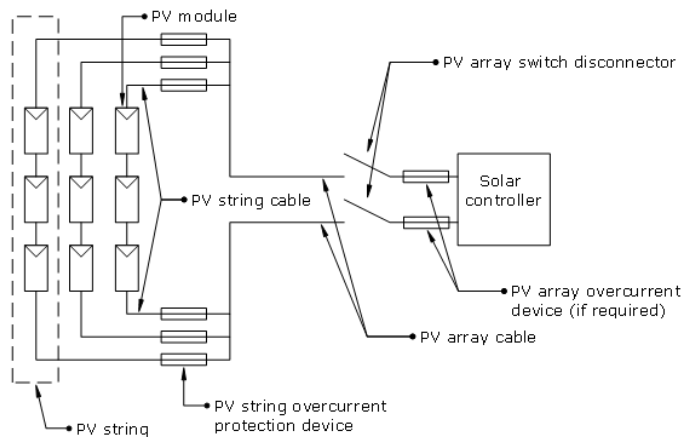 PV module
PV array switch disconnector
Solar
controller
PV string cable
PV array overcurrent
device (if required)
PV array cable
PV string overcurrent
protection device
PV string